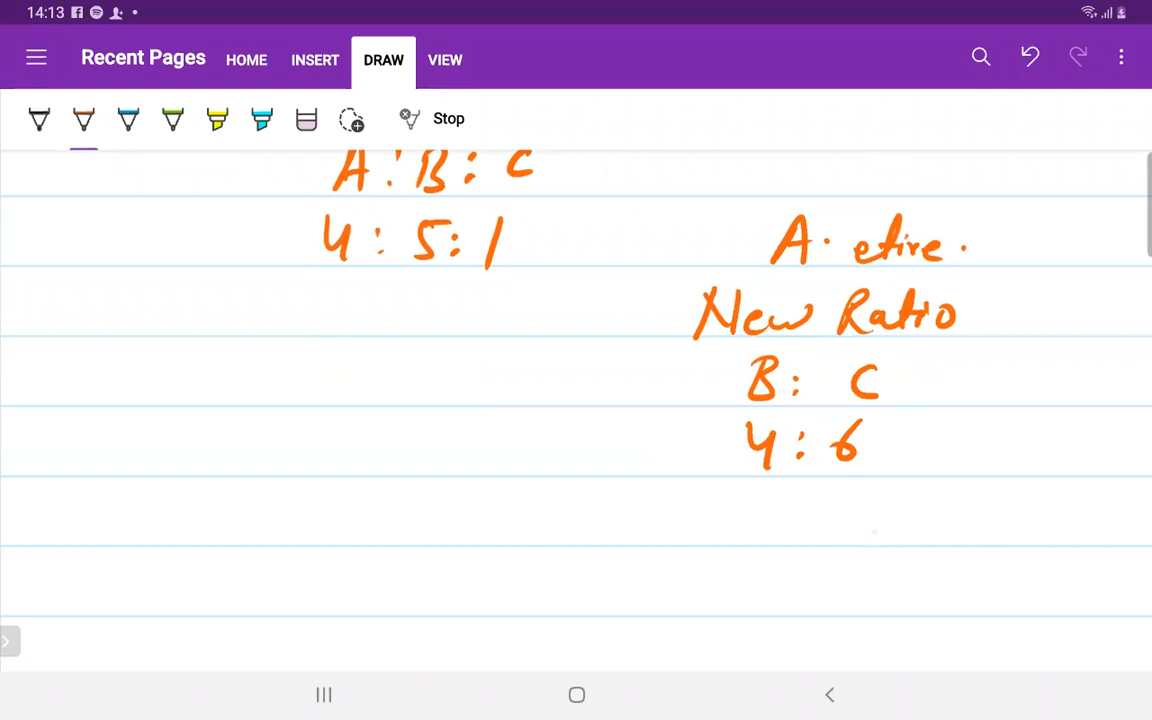 14:13
Recent Pages HOME INSERT DRAW VIEW
Stop
A : B : C
4 : 5 : 1
A. etire.
New Ratio
B : C
4 : 6